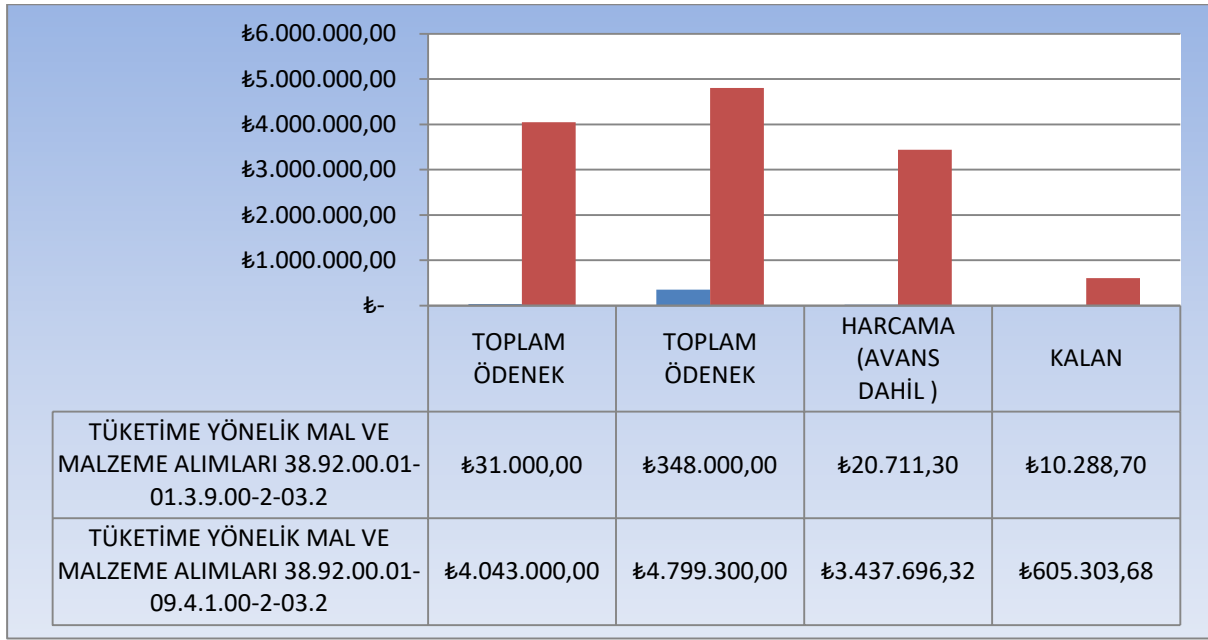 ₺6.000.000,00
₺5.000.000,00
₺4.000.000,00
₺3.000.000,00
₺2.000.000,00
₺1.000.000,00
₺-
TOPLAM
ÖDENEK
TOPLAM
ÖDENEK
HARCAMA
(AVANS
DAHİL )
KALAN
TÜKETİME YÖNELİK MAL VE
MALZEME ALIMLARI 38.92.00.01-
01.3.9.00-2-03.2
₺31.000,00
₺348.000,00
₺20.711,30
₺10.288,70
TÜKETİME YÖNELİK MAL VE
MALZEME ALIMLARI 38.92.00.01-
09.4.1.00-2-03.2
₺4.043.000,00
₺4.799.300,00
₺3.437.696,32
₺605.303,68